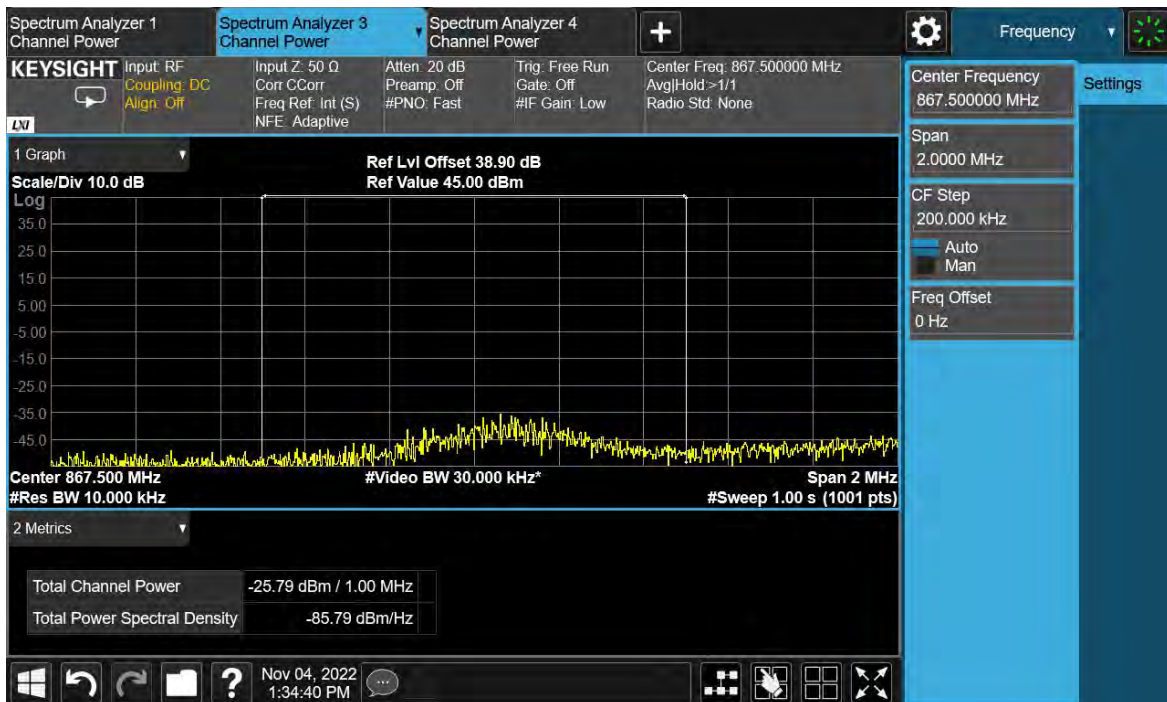 Spectrum Analyzer 1
Channel Power
Spectrum Analyzer 3
Channel Power
Spectrum Analyzer 4
Channel Power
Frequency
KEYSIGHT
LXI
Input: RF
Coupling: DC
Align: Off
Input Z: 50 Ω
Corr CCorr
Freq Ref: Int (S)
NFE: Adaptive
Atten: 20 dB
Preamp: Off
#PNO: Fast
Trig: Free Run
Gate: Off
#IF Gain: Low
Center Freq: 867.500000 MHz
Avg|Hold:>1/1
Radio Std: None
1 Graph
Scale/Div 10.0 dB
Ref Lvl Offset 38.90 dB
Ref Value 45.00 dBm
Log
35.0
25.0
15.0
5.00
-5.00
-15.0
-25.0
-35.0
-45.0
Center 867.500 MHz
#Video BW 30.000 kHz*
Span 2 MHz
#Res BW 10.000 kHz
#Sweep 1.00 s (1001 pts)
2 Metrics
Total Channel Power -25.79 dBm / 1.00 MHz
Total Power Spectral Density -85.79 dBm/Hz
Nov 04, 2022
1:34:40 PM
Center Frequency
867.500000 MHz
Span
2.0000 MHz
CF Step
200.000 kHz
Auto
Man
Freq Offset
0 Hz
Settings